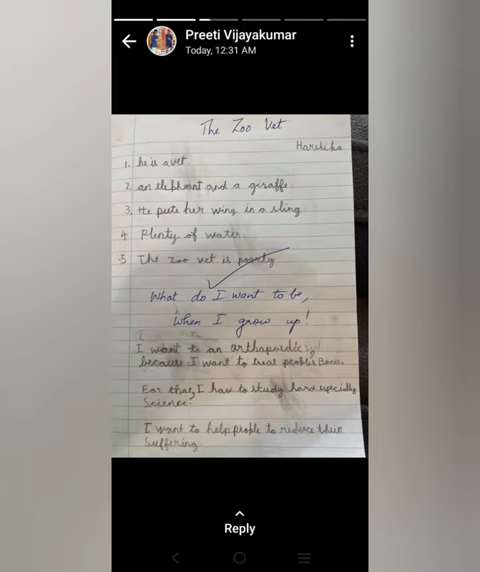 Preeti Vijayakumar
Today, 12:31 AM
The Zoo Vet
Harshika
1. he is a vet
2 an elephant and a giraffe
3. He puts her wing in a sling
4 Plenty of water.
5 The zoo vet is poorly
What do I want to be,
When I grow up!
I want to an
because I want to treat people's
For that, I have to study hard
Science.
I want to help people to reduce their
Suffering.
Reply